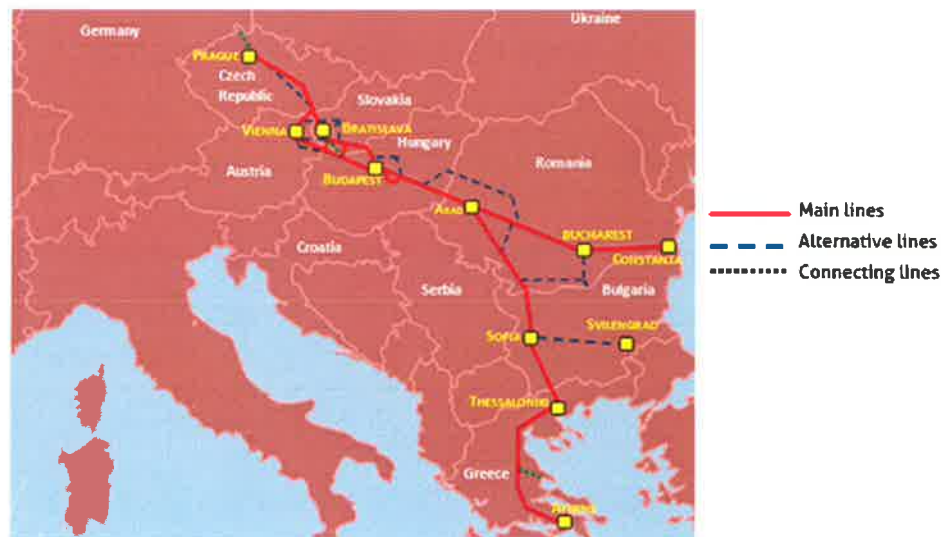 Germany
Ukraine
PRAGUE
Czech
Republic
Slovakia
VIENNA
BRATISLAVA
Hungary
Austria
BUDAPEST
Romania
ARAD
Croatia
BUCHAREST
CONSTANTA
Serbia
Bulgaria
SOFIA
SVILENGRAD
THESSALONIKI
Greece
ATHENS
Main lines
Alternative lines
Connecting lines